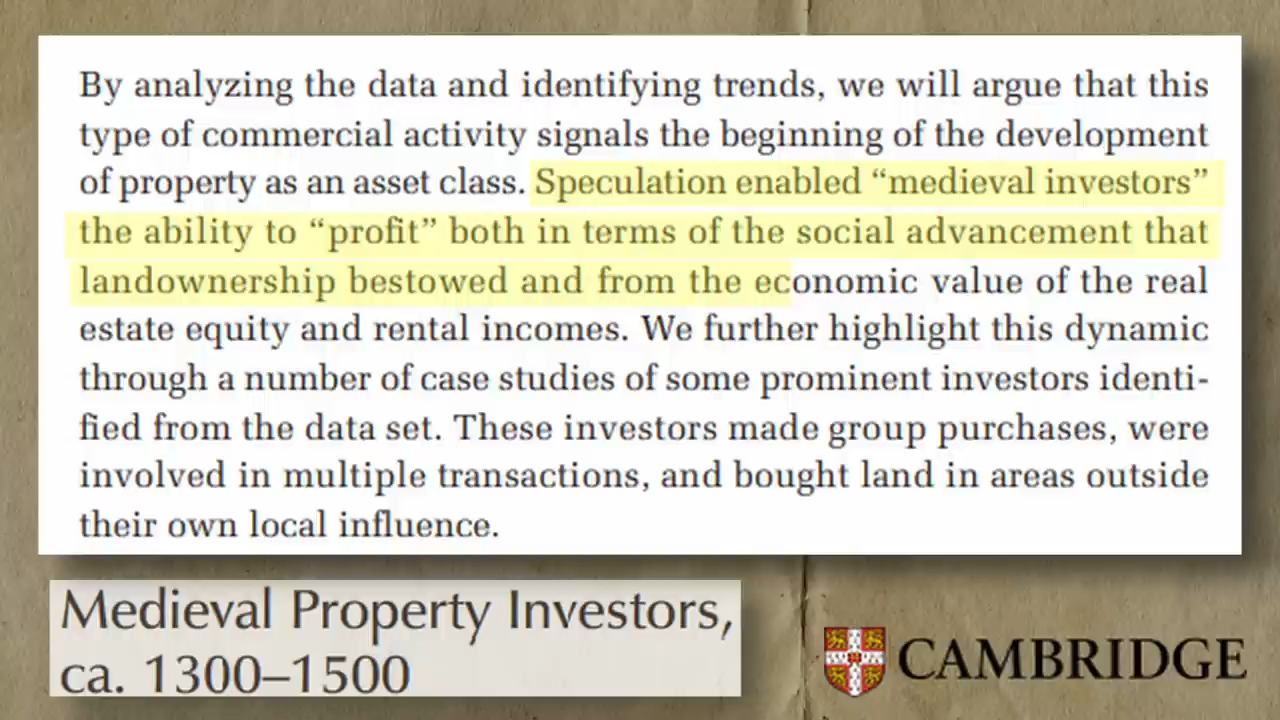 By analyzing the data and identifying trends, we will argue that this
type of commercial activity signals the beginning of the development
of property as an asset class. Speculation enabled “medieval investors”
the ability to “profit” both in terms of the social advancement that
landownership bestowed and from the economic value of the real
estate equity and rental incomes. We further highlight this dynamic
through a number of case studies of some prominent investors identi-
fied from the data set. These investors made group purchases, were
involved in multiple transactions, and bought land in areas outside
their own local influence.
Medieval Property Investors,
ca. 1300–1500
CAMBRIDGE